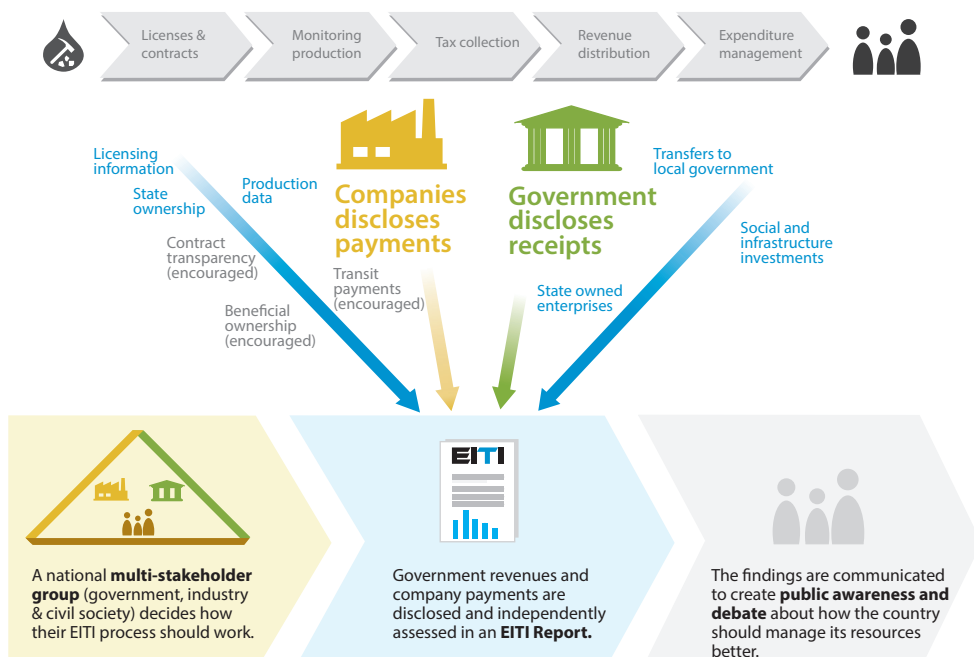 Licenses &
contracts
Monitoring
production
Tax collection
Revenue
distribution
Expenditure
management
Licensing
information
State
ownership
Production
data
Contract
transparency
(encouraged)
Beneficial
ownership
(encouraged)
Companies
discloses
payments
Transit
payments
(encouraged)
Government
discloses
receipts
State owned
enterprises
Transfers to
local government
Social and
infrastructure
investments
A national multi-stakeholder
group (government, industry
& civil society) decides how
their EITI process should work.
EITI
Government revenues and
company payments are
disclosed and independently
assessed in an EITI Report.
The findings are communicated
to create public awareness and
debate about how the country
should manage its resources
better.